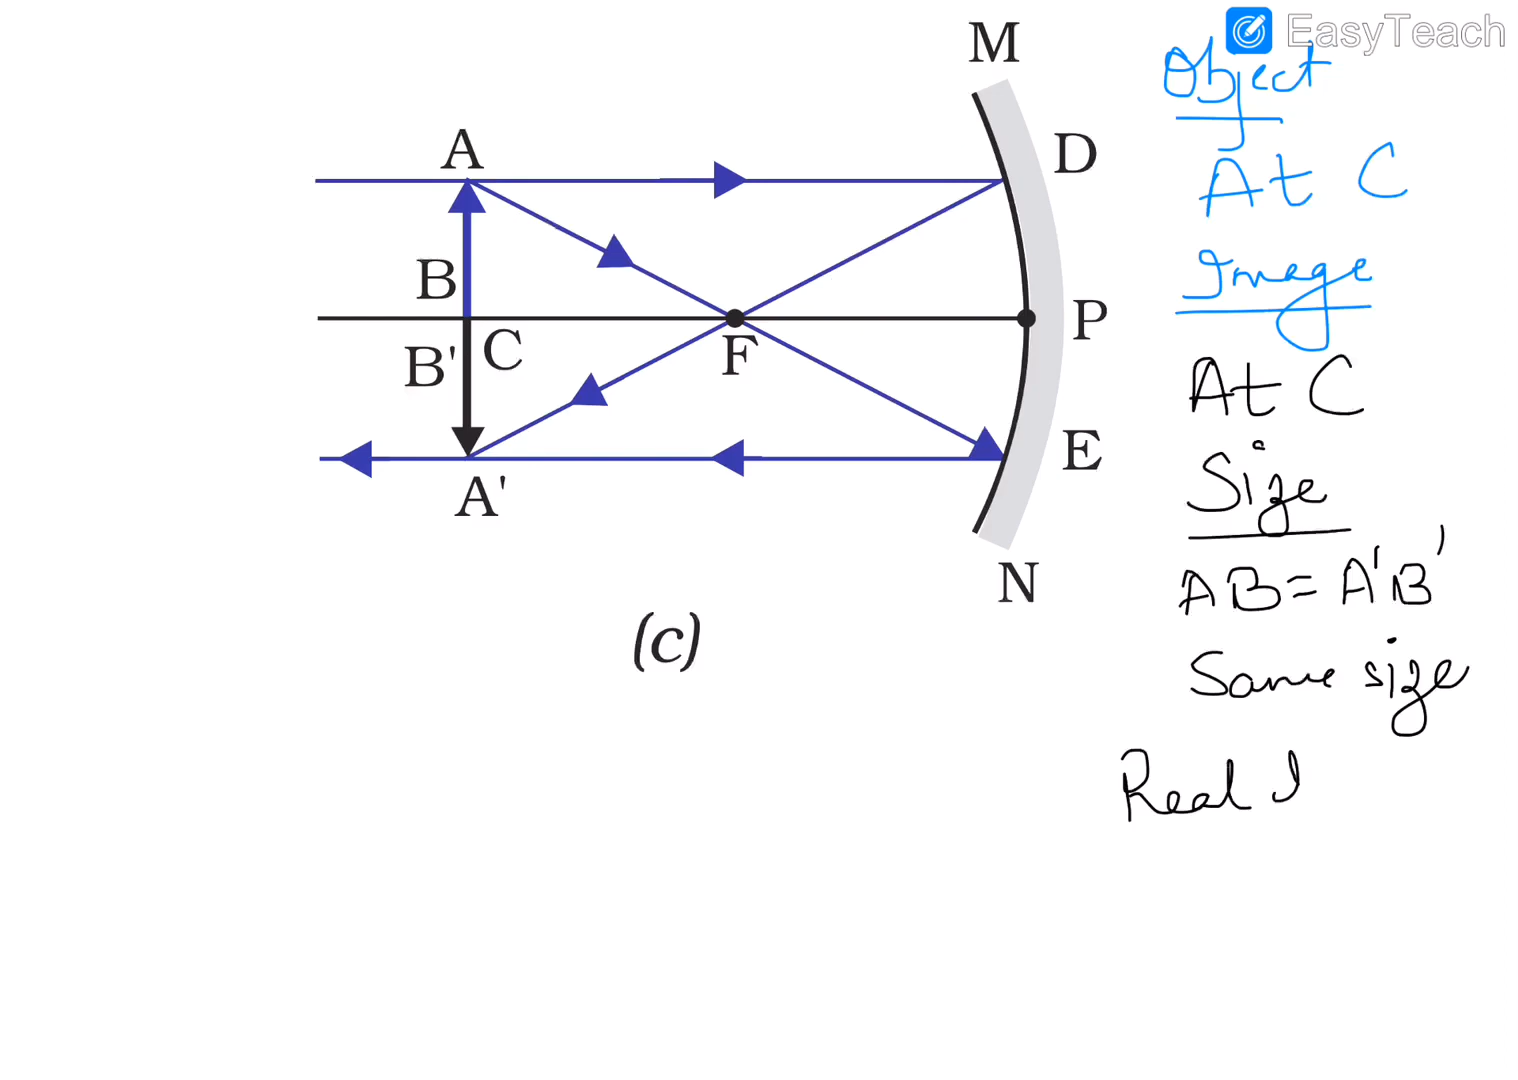 EasyTeach
M
Object
A
D
At C
B
Image
P
B'
C
F
At C
E
Size
A'
N
AB = A'B'
(c)
Same size
Real I